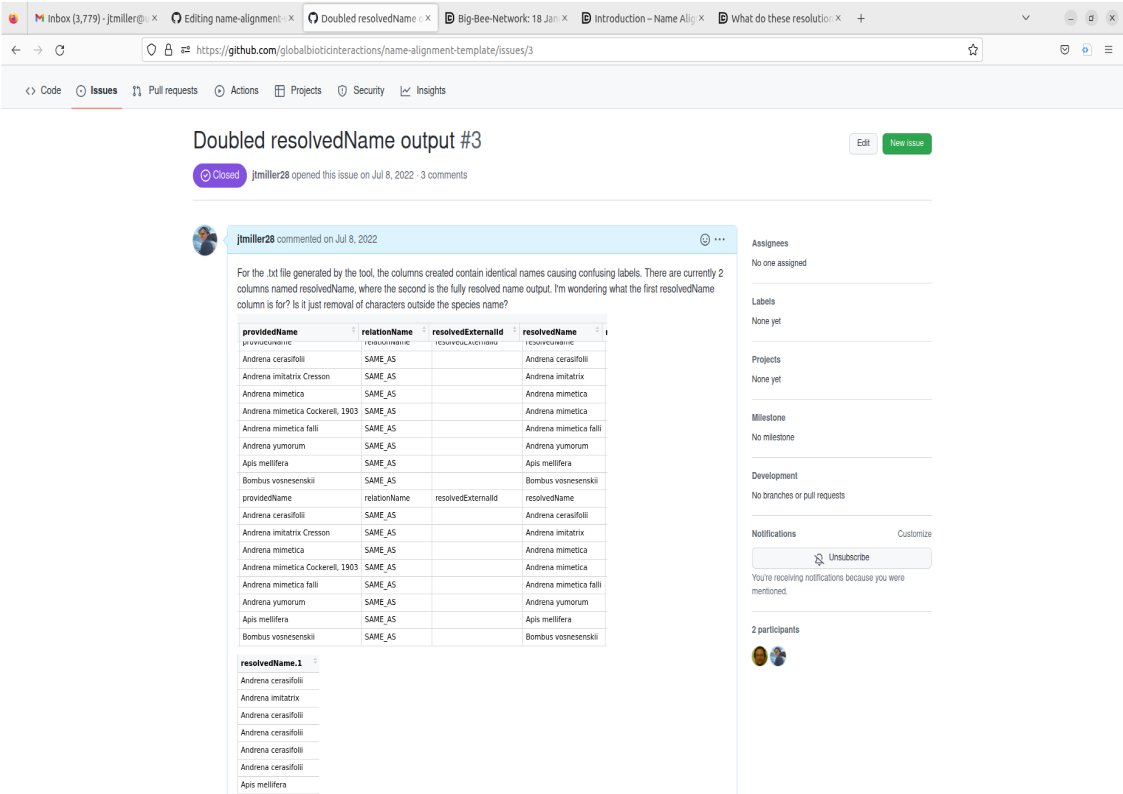 Inbox (3,779) - jtmiller@u
Editing name-alignment-
Doubled resolvedName o
Big-Bee-Network: 18 Jan
Introduction – Name Alig
What do these resolution
https://github.com/globalbioticinteractions/name-alignment-template/issues/3
Code Issues Pull requests Actions Projects Security Insights
Doubled resolvedName output #3
Edit New issue
Closed jtmiller28 opened this issue on Jul 8, 2022 · 3 comments
jtmiller28 commented on Jul 8, 2022
For the .txt file generated by the tool, the columns created contain identical names causing confusing labels. There are currently 2
columns named resolvedName, where the second is the fully resolved name output. I'm wondering what the first resolvedName
column is for? Is it just removal of characters outside the species name?
providedName relationName resolvedExternalId resolvedName
providedName relationName resolvedExternalId resolvedName
Andrena cerasifolii SAME_AS Andrena cerasifolii
Andrena imitatrix Cresson SAME_AS Andrena imitatrix
Andrena mimetica SAME_AS Andrena mimetica
Andrena mimetica Cockerell, 1903 SAME_AS Andrena mimetica
Andrena mimetica falli SAME_AS Andrena mimetica falli
Andrena yumorum SAME_AS Andrena yumorum
Apis mellifera SAME_AS Apis mellifera
Bombus vosnesenskii SAME_AS Bombus vosnesenskii
providedName relationName resolvedExternalId resolvedName
Andrena cerasifolii SAME_AS Andrena cerasifolii
Andrena imitatrix Cresson SAME_AS Andrena imitatrix
Andrena mimetica SAME_AS Andrena mimetica
Andrena mimetica Cockerell, 1903 SAME_AS Andrena mimetica
Andrena mimetica falli SAME_AS Andrena mimetica falli
Andrena yumorum SAME_AS Andrena yumorum
Apis mellifera SAME_AS Apis mellifera
Bombus vosnesenskii SAME_AS Bombus vosnesenskii
resolvedName.1
Andrena cerasifolii
Andrena imitatrix
Andrena cerasifolii
Andrena cerasifolii
Andrena cerasifolii
Andrena cerasifolii
Apis mellifera
Assignees
No one assigned
Labels
None yet
Projects
None yet
Milestone
No milestone
Development
No branches or pull requests
Notifications Customize
Unsubscribe
You're receiving notifications because you were
mentioned.
2 participants